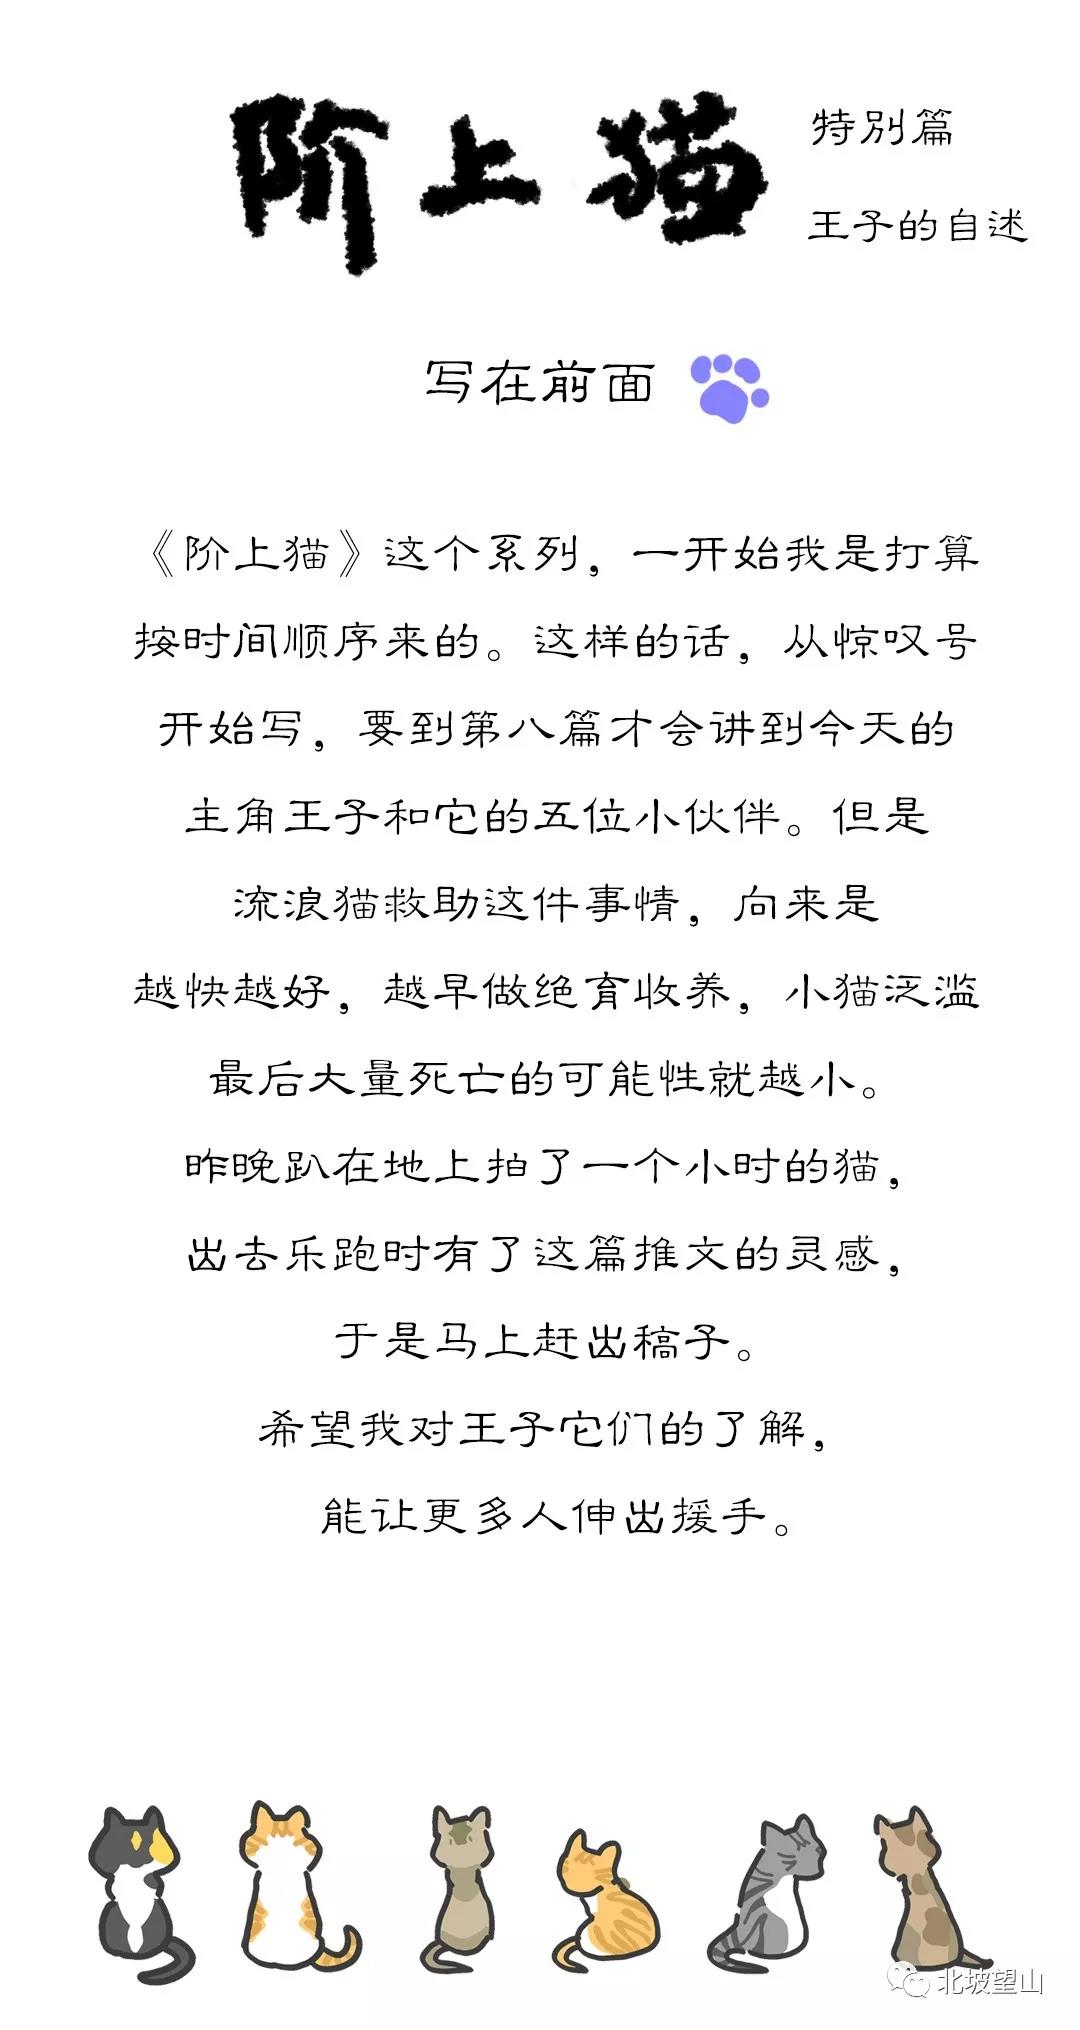 阶上猫
特别篇
王子的自述
写在前面
《阶上猫》这个系列，一开始我是打算
按时间顺序来的。这样的话，从惊叹号
开始写，要到第八篇才会讲到今天的
主角王子和它的五位小伙伴。但是
流浪猫救助这件事情，向来是
越快越好，越早做绝育收养，小猫泛滥
最后大量死亡的可能性就越小。
昨晚趴在地上拍了一个小时的猫，
出去乐跑时有了这篇推文的灵感，
于是马上赶出稿子。
希望我对王子它们的了解，
能让更多人伸出援手。
北坡望山